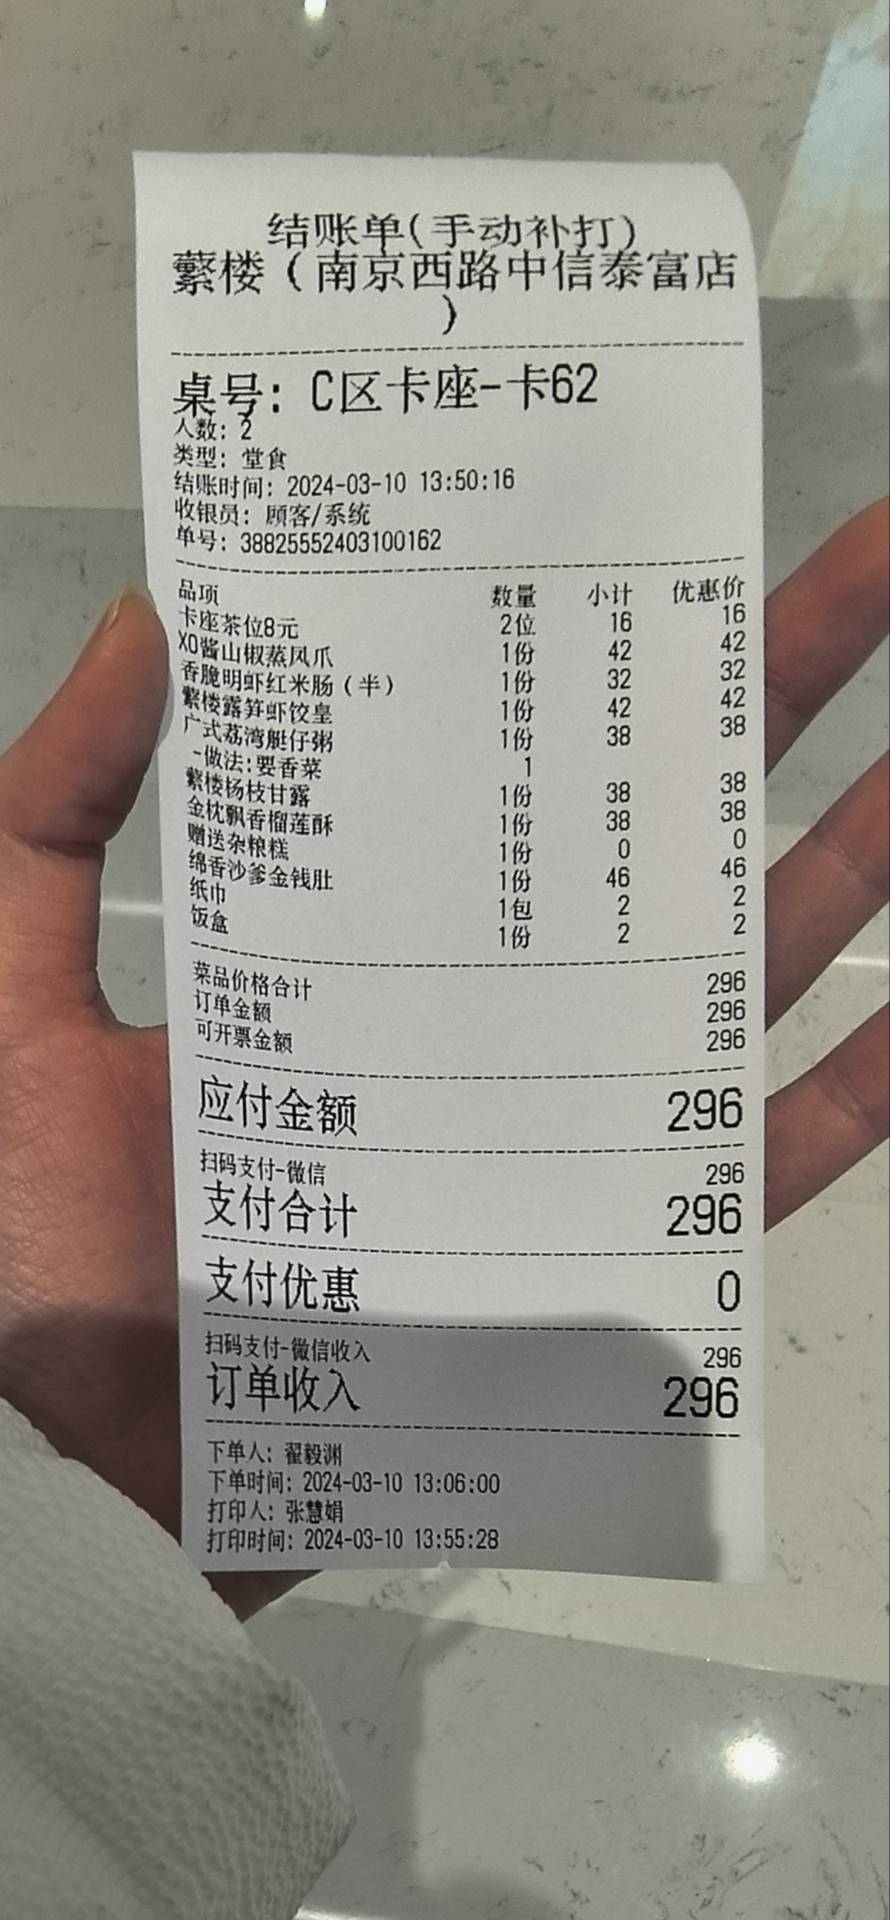 结账单(手动补打)
蘩楼（南京西路中信泰富店
）
桌号: C区卡座-卡62
人数: 2
类型: 堂食
结账时间: 2024-03-10 13:50:16
收银员: 顾客/系统
单号: 38825552403100162
品项 数量 小计 优惠价
卡座茶位8元 2位 16 16
XO酱山椒蒸凤爪 1份 42 42
香脆明虾红米肠（半） 1份 32 32
蘩楼露笋虾饺皇 1份 42 42
广式荔湾艇仔粥 1份 38 38
-做法:要香菜 1
蘩楼杨枝甘露 1份 38 38
金枕飘香榴莲酥 1份 38 38
赠送杂粮糕 1份 0 0
绵香沙爹金钱肚 1份 46 46
纸巾 1包 2 2
饭盒 1份 2 2
菜品价格合计 296
订单金额 296
可开票金额 296
应付金额 296
扫码支付-微信 296
支付合计 296
支付优惠 0
扫码支付-微信收入 296
订单收入 296
下单人: 翟毅渊
下单时间: 2024-03-10 13:06:00
打印人: 张慧娟
打印时间: 2024-03-10 13:55:28